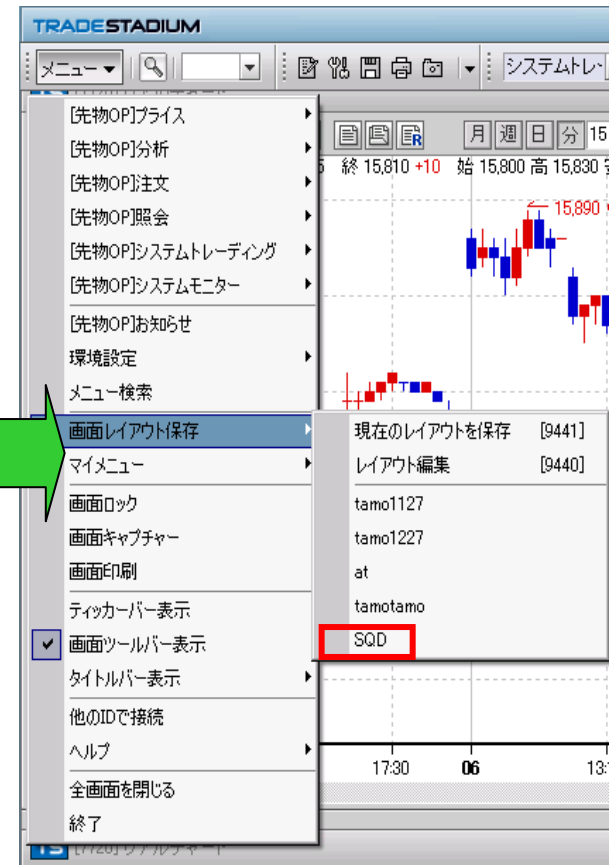 TRADESTADIUM
メニュー
システムトレ
[先物OP]プライス
[先物OP]分析
[先物OP]注文
[先物OP]照会
[先物OP]システムトレーディング
[先物OP]システムモニター
[先物OP]お知らせ
環境設定
メニュー検索
画面レイアウト保存
マイメニュー
画面ロック
画面キャプチャー
画面印刷
ティッカーバー表示
画面ツールバー表示
タイトルバー表示
他のIDで接続
ヘルプ
全画面を閉じる
終了
現在のレイアウトを保存 [9441]
レイアウト編集 [9440]
tamo1127
tamo1227
at
tamotamo
SQD
R
月 週 日 分 15
終 15,810 +10 始 15,800 高 15,830
15,890
17:30 06 13:
TS